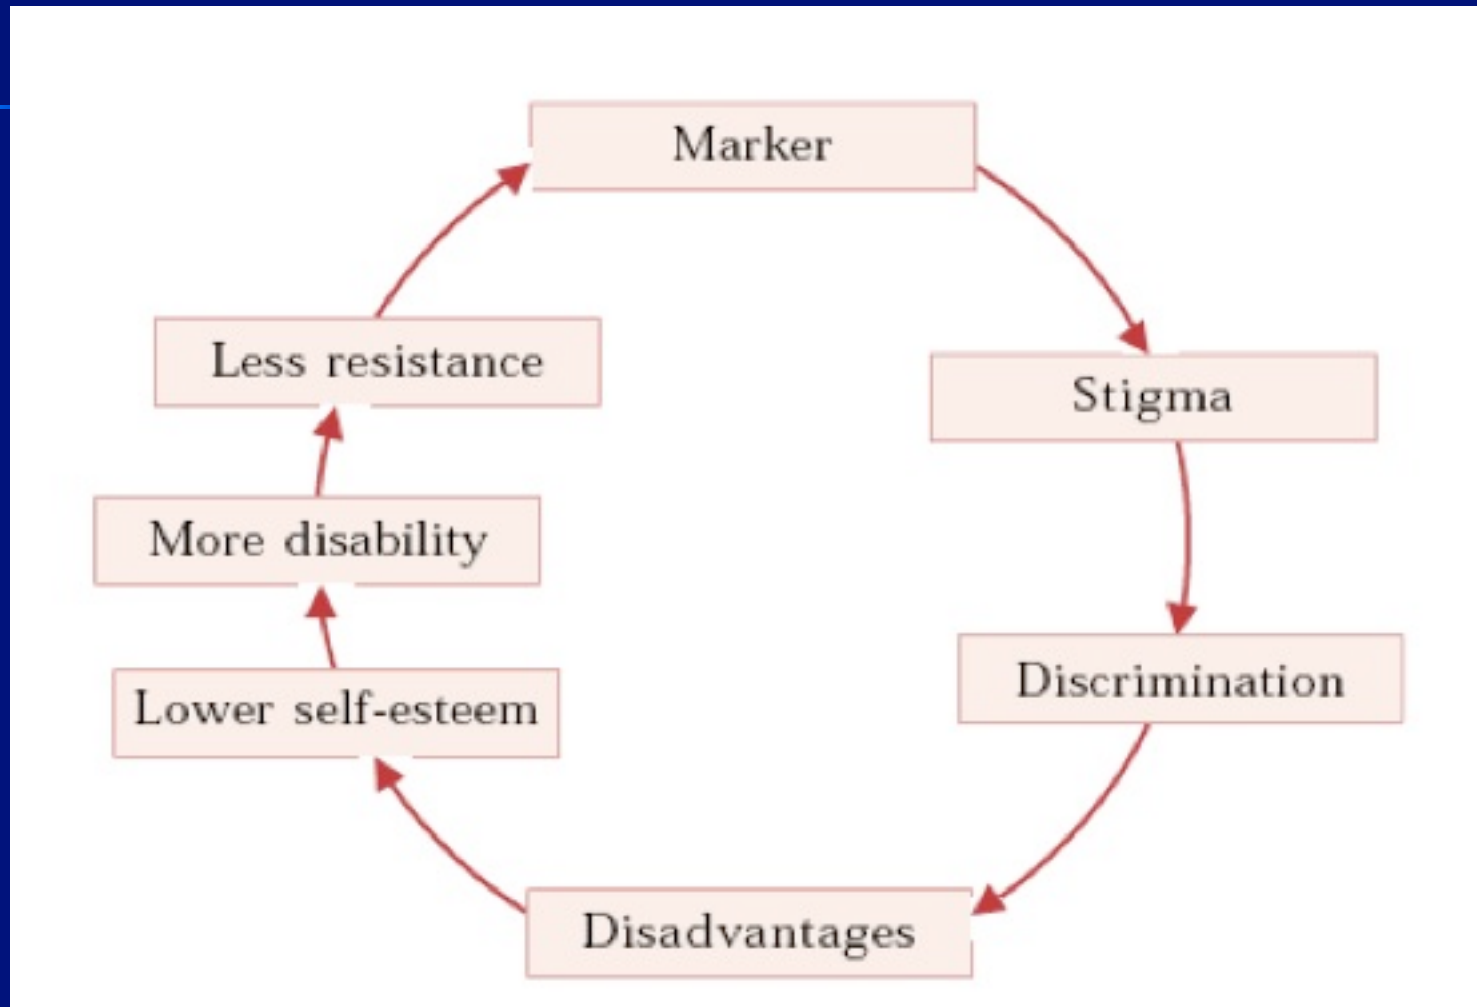 Marker
Stigma
Discrimination
Disadvantages
Lower self-esteem
More disability
Less resistance